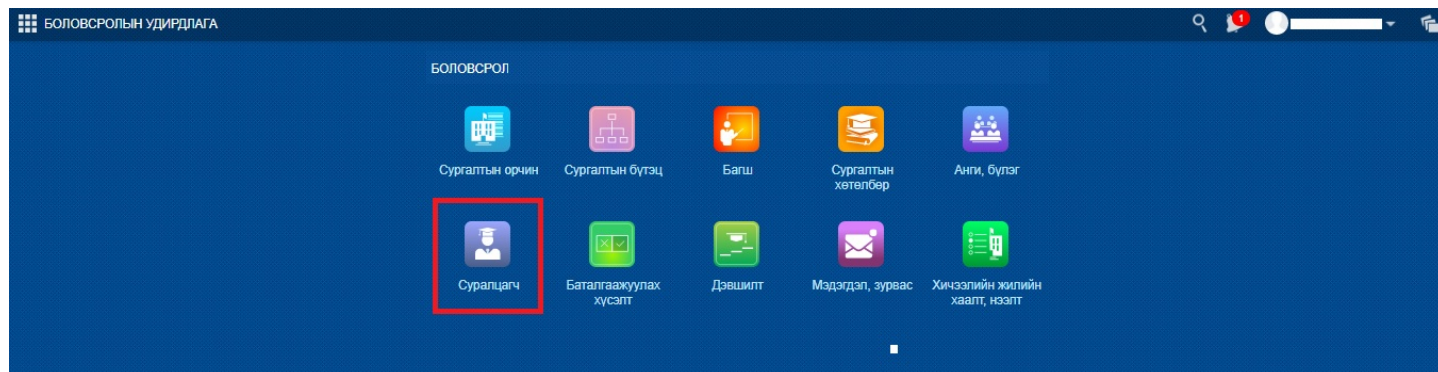 БОЛОВСРОЛЫН УДИРДЛАГА
1
БОЛОВСРОЛ
Сургалтын орчин
Сургалтын бүтэц
Багш
Сургалтын
хөтөлбөр
Анги, бүлэг
Суралцагч
Баталгаажуулах
хүсэлт
Дэвшилт
Мэдэгдэл, зурвас
Хичээлийн жилийн
хаалт, нээлт